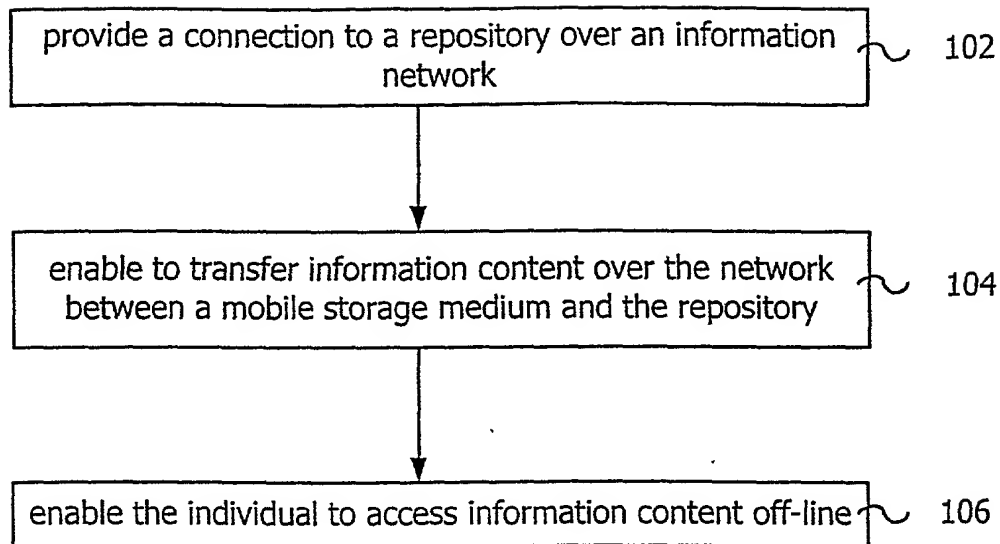 provide a connection to a repository over an information
network
102
enable to transfer information content over the network
between a mobile storage medium and the repository
104
enable the individual to access information content off-line
106